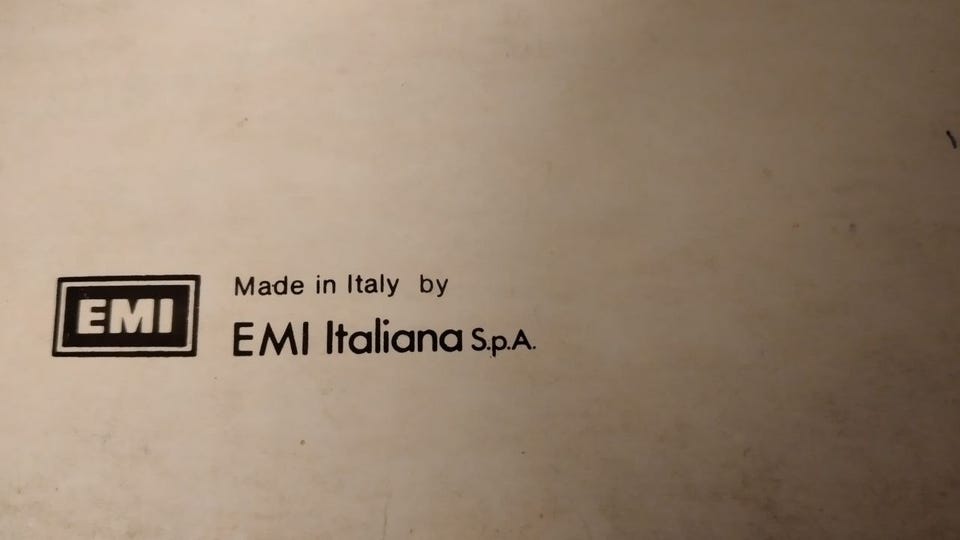 EMI
Made in Italy by
EMI Italiana S.p.A.